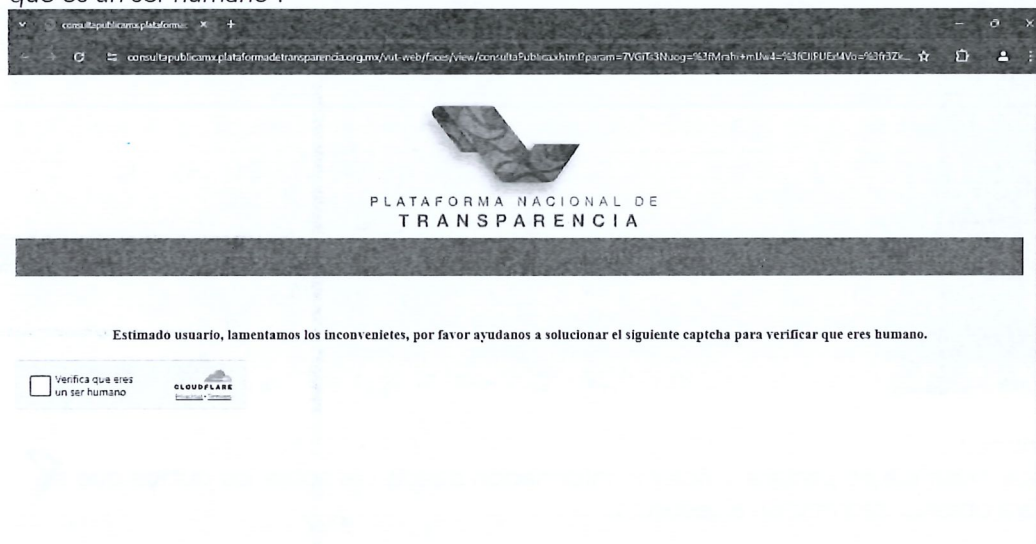 que es un ser humano".
consultapublicamx.plataforma
consultapublicamx.plataformadetransparencia.org.mx/vut-web/faces/view/consultaPublica.xhtml?param=
PLATAFORMA NACIONAL DE
TRANSPARENCIA
Estimado usuario, lamentamos los inconvenietes, por favor ayudanos a solucionar el siguiente captcha para verificar que eres humano.
Verifica que eres
un ser humano
CLOUDFLARE
Privacidad • Términos